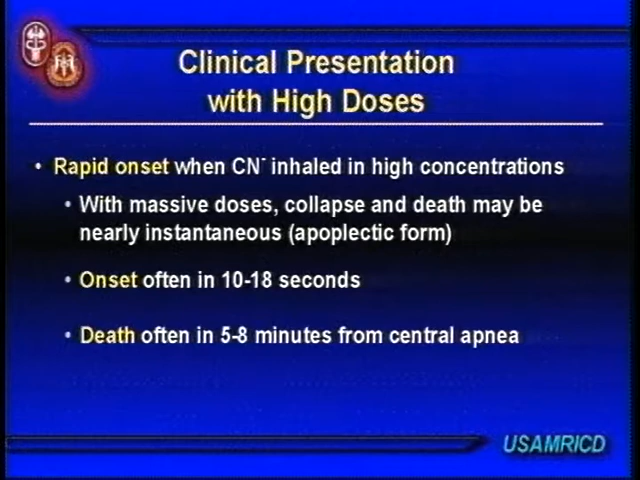 Clinical Presentation
with High Doses
• Rapid onset when CN⁻ inhaled in high concentrations
• With massive doses, collapse and death may be
nearly instantaneous (apoplectic form)
• Onset often in 10-18 seconds
• Death often in 5-8 minutes from central apnea
USAMRICD